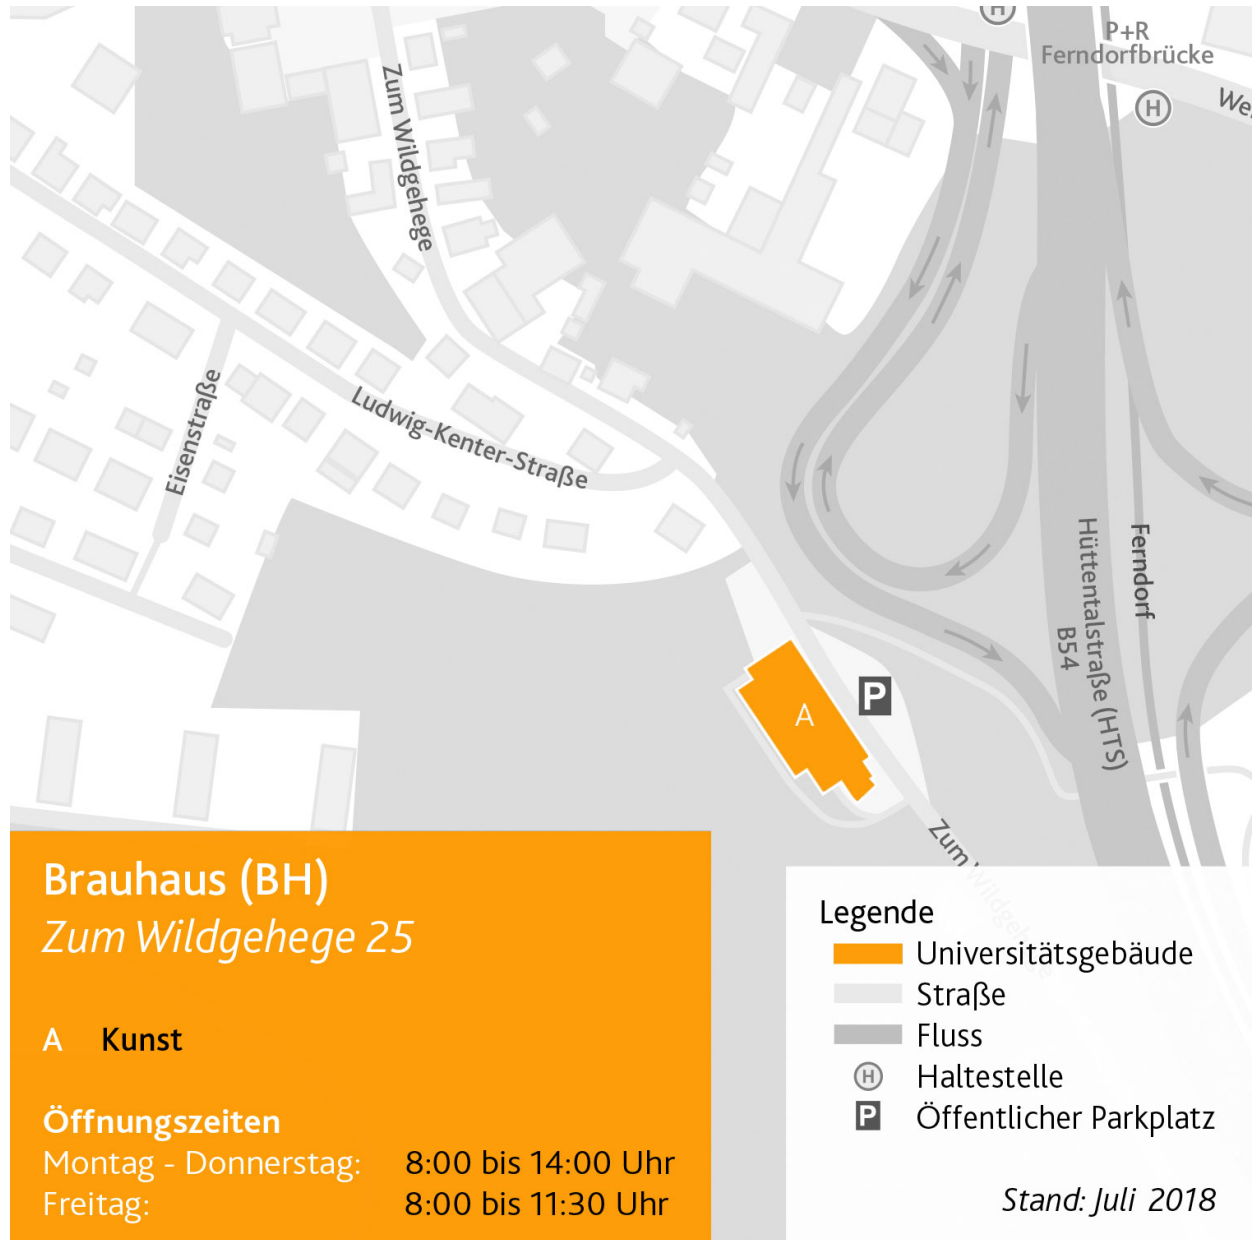 H
P+R
Ferndorfbrücke
H
Zum Wildgehege
Ludwig-Kenter-Straße
Eisenstraße
Hüttentalstraße (HTS)
B54
Ferndorf
P
A
Zum Wildgehege
Brauhaus (BH)
Zum Wildgehege 25
A Kunst
Öffnungszeiten
Montag - Donnerstag: 8:00 bis 14:00 Uhr
Freitag: 8:00 bis 11:30 Uhr
Legende
Universitätsgebäude
Straße
Fluss
H Haltestelle
P Öffentlicher Parkplatz
Stand: Juli 2018